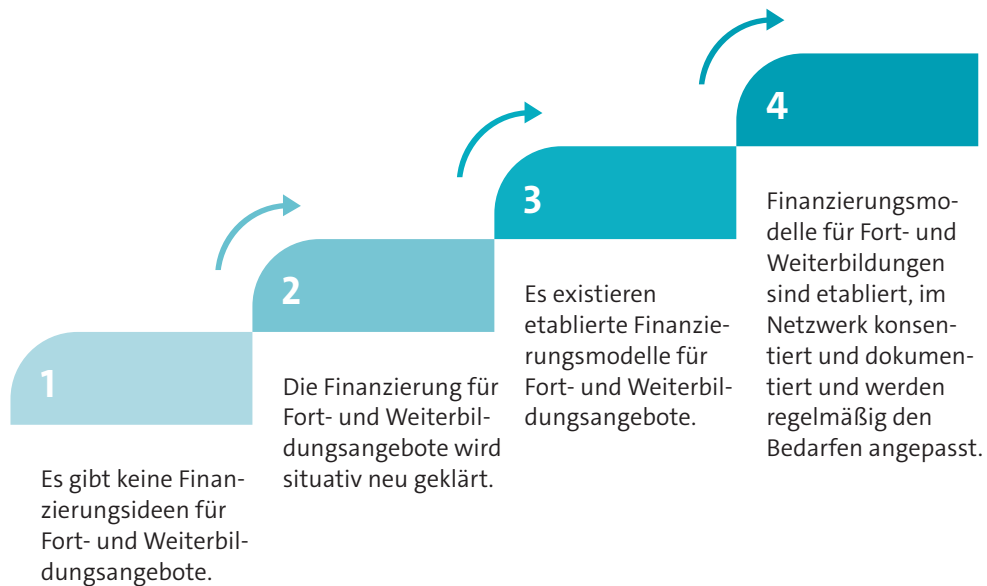 1
Es gibt keine Finan-
zierungsideen für
Fort- und Weiterbil-
dungsangebote.
2
Die Finanzierung für
Fort- und Weiterbil-
dungsangebote wird
situativ neu geklärt.
3
Es existieren
etablierte Finanzie-
rungsmodelle für
Fort- und Weiterbil-
dungsangebote.
4
Finanzierungsmo-
delle für Fort- und
Weiterbildungen
sind etabliert, im
Netzwerk konsen-
tiert und dokumen-
tiert und werden
regelmäßig den
Bedarfen angepasst.